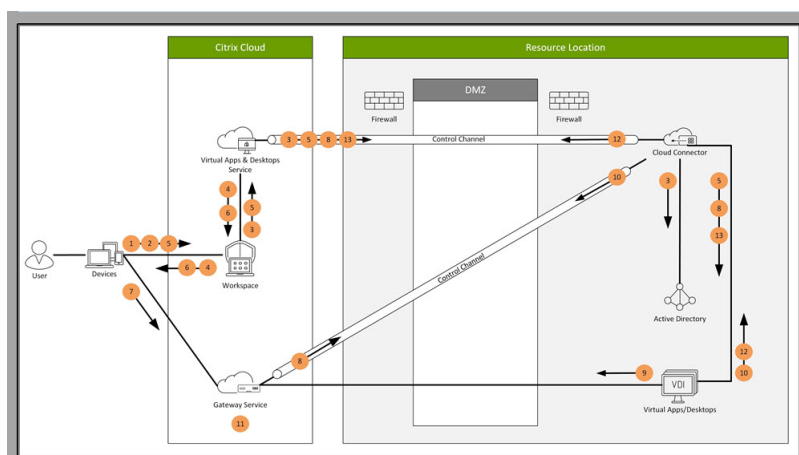 Citrix Cloud
Resource Location
DMZ
Firewall
Firewall
3 5 8 13
Control Channel
12
Virtual Apps & Desktops
Service
Cloud Connector
10
4
6
5
3
3
5
8
13
1 2 5
6 4
User
Devices
Workspace
Control Channel
7
Active Directory
8
12
10
9
VDI
Gateway Service
Virtual Apps/Desktops
11